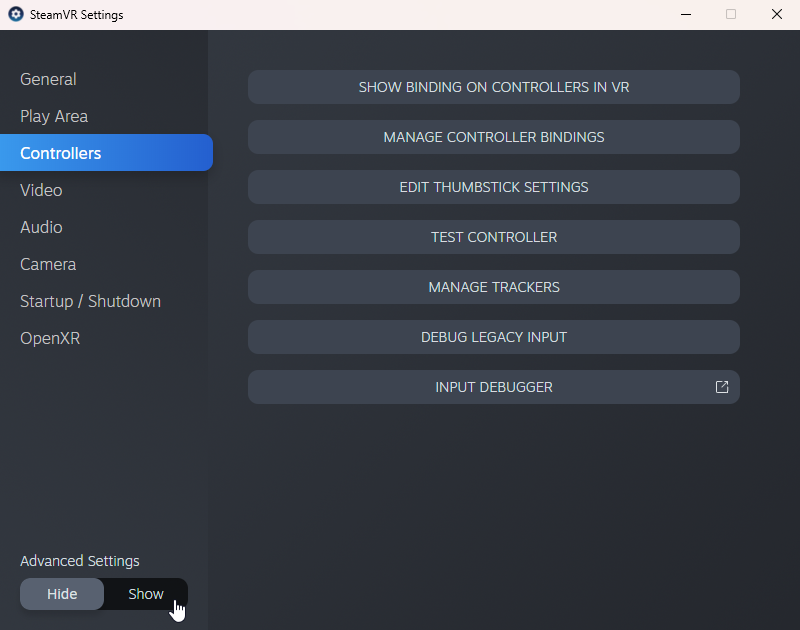 SteamVR Settings
General
Play Area
Controllers
Video
Audio
Camera
Startup / Shutdown
OpenXR
Advanced Settings
Hide Show
SHOW BINDING ON CONTROLLERS IN VR
MANAGE CONTROLLER BINDINGS
EDIT THUMBSTICK SETTINGS
TEST CONTROLLER
MANAGE TRACKERS
DEBUG LEGACY INPUT
INPUT DEBUGGER